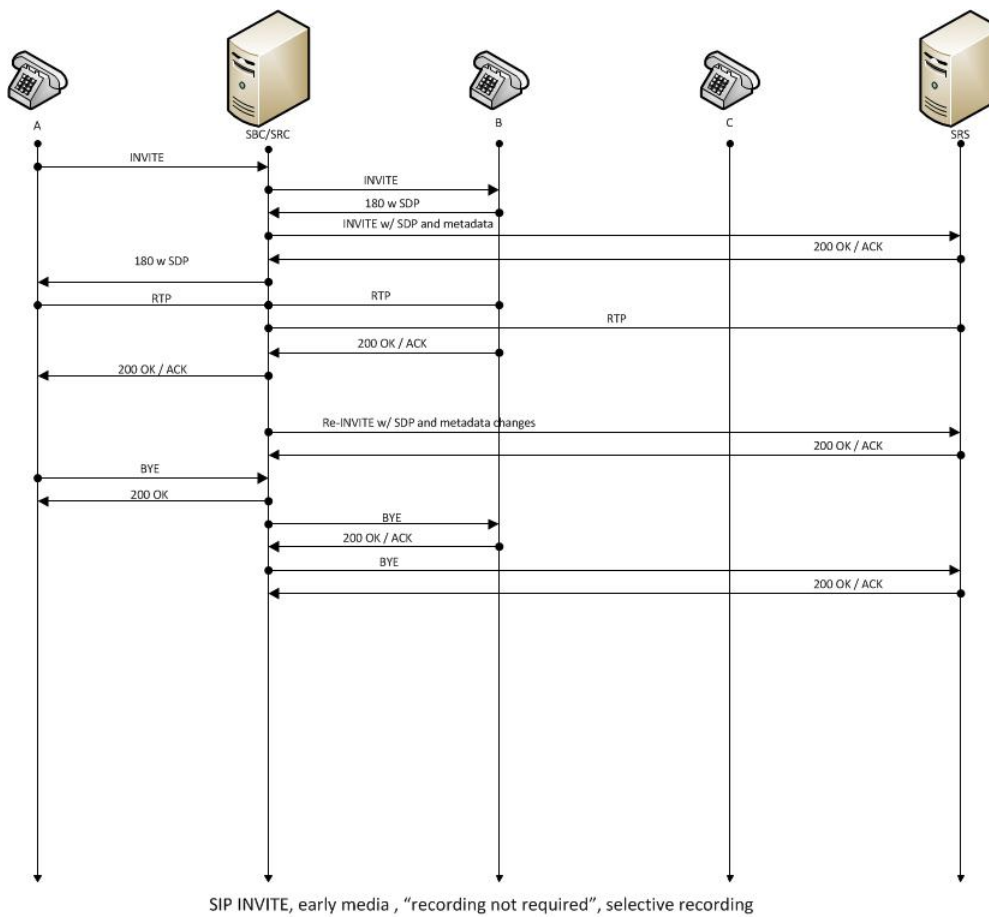 A
SBC/SRC
B
C
SRS
INVITE
INVITE
180 w SDP
INVITE w/ SDP and metadata
200 OK / ACK
180 w SDP
RTP
RTP
RTP
200 OK / ACK
200 OK / ACK
Re-INVITE w/ SDP and metadata changes
200 OK / ACK
BYE
200 OK
BYE
200 OK / ACK
BYE
200 OK / ACK
SIP INVITE, early media , “recording not required”, selective recording